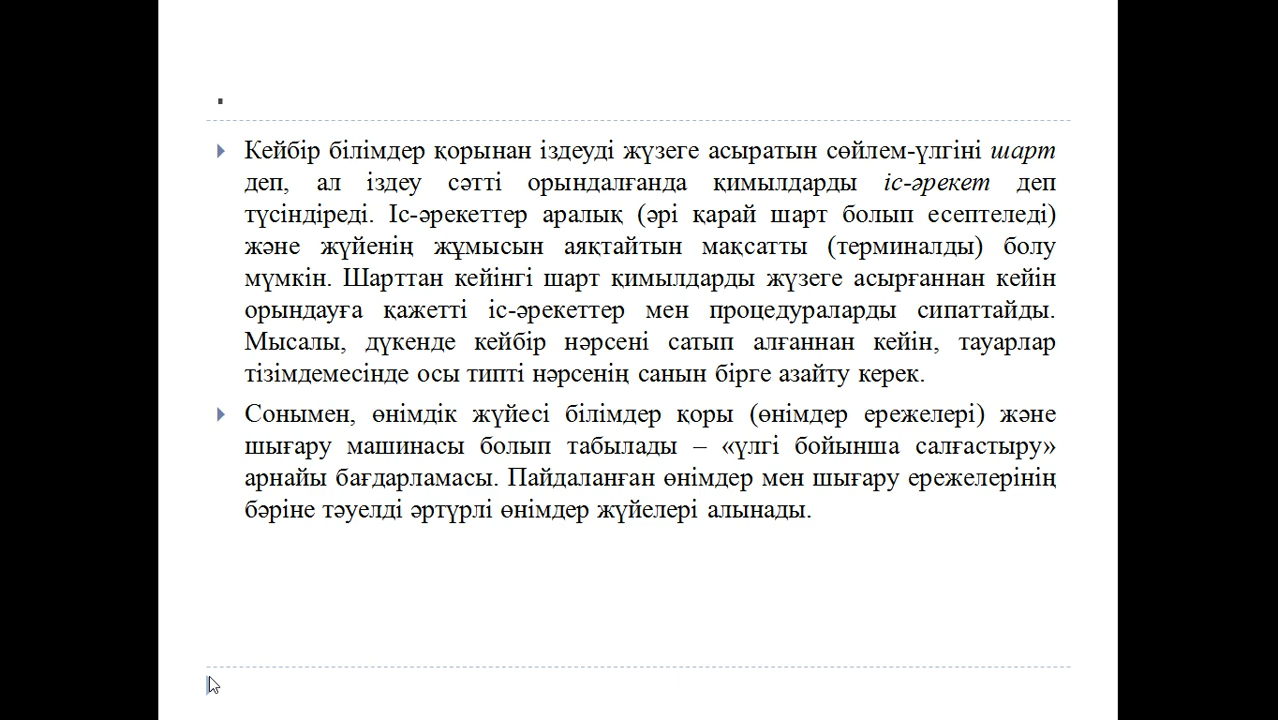 .
Кейбір білімдер қорынан іздеуді жүзеге асыратын сөйлем-үлгіні шарт
деп, ал іздеу сәтті орындалғанда қимылдарды іс-әрекет деп
түсіндіреді. Іс-әрекеттер аралық (әрі қарай шарт болып есептеледі)
және жүйенің жұмысын аяқтайтын мақсатты (терминалды) болу
мүмкін. Шарттан кейінгі шарт қимылдарды жүзеге асырғаннан кейін
орындауға қажетті іс-әрекеттер мен процедураларды сипаттайды.
Мысалы, дүкенде кейбір нәрсені сатып алғаннан кейін, тауарлар
тізімдемесінде осы типті нәрсенің санын бірге азайту керек.
Сонымен, өнімдік жүйесі білімдер қоры (өнімдер ережелері) және
шығару машинасы болып табылады – «үлгі бойынша салғастыру»
арнайы бағдарламасы. Пайдаланған өнімдер мен шығару ережелерінің
бәріне тәуелді әртүрлі өнімдер жүйелері алынады.